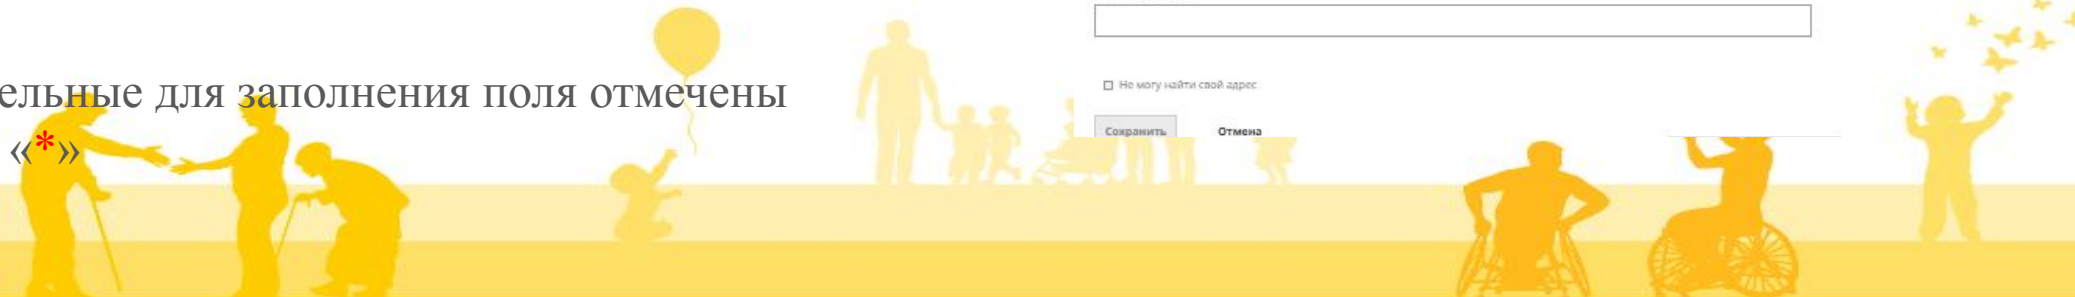 ельные для заполнения поля отмечены
«*»
Не могу найти свой адрес
Сохранить Отмена